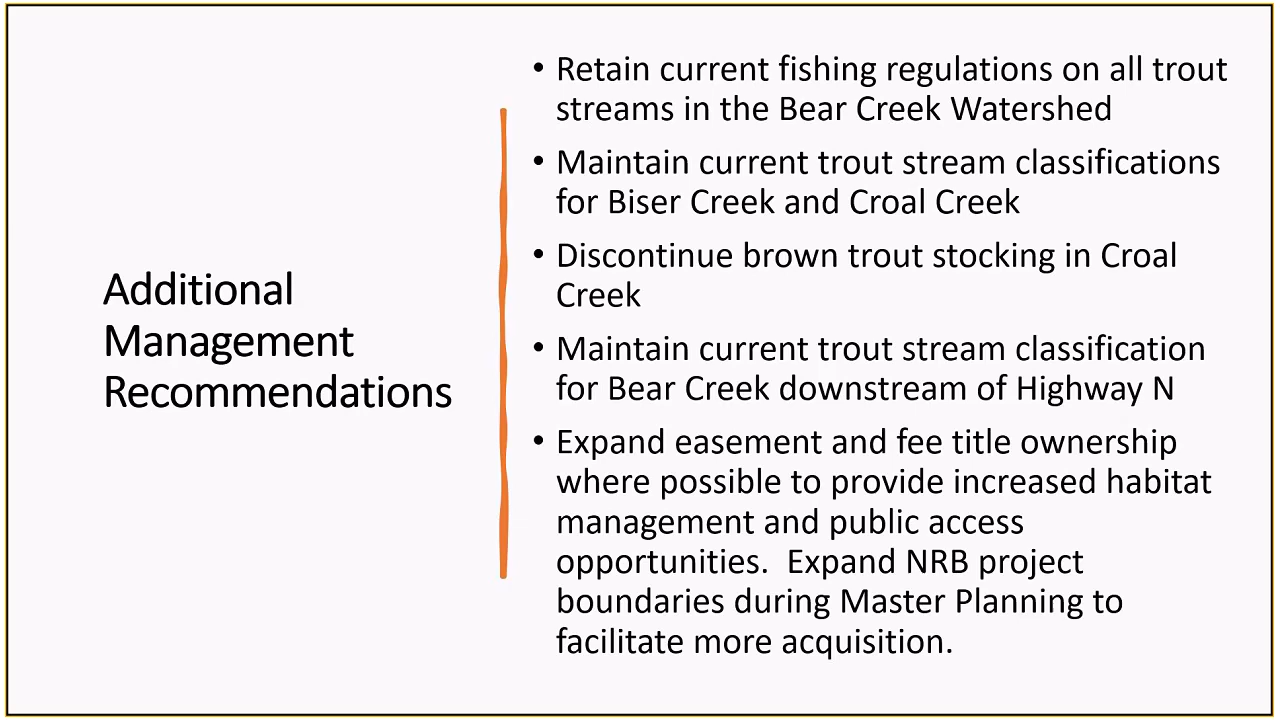 Additional
Management
Recommendations
• Retain current fishing regulations on all trout
streams in the Bear Creek Watershed
• Maintain current trout stream classifications
for Biser Creek and Croal Creek
• Discontinue brown trout stocking in Croal
Creek
• Maintain current trout stream classification
for Bear Creek downstream of Highway N
• Expand easement and fee title ownership
where possible to provide increased habitat
management and public access
opportunities.  Expand NRB project
boundaries during Master Planning to
facilitate more acquisition.